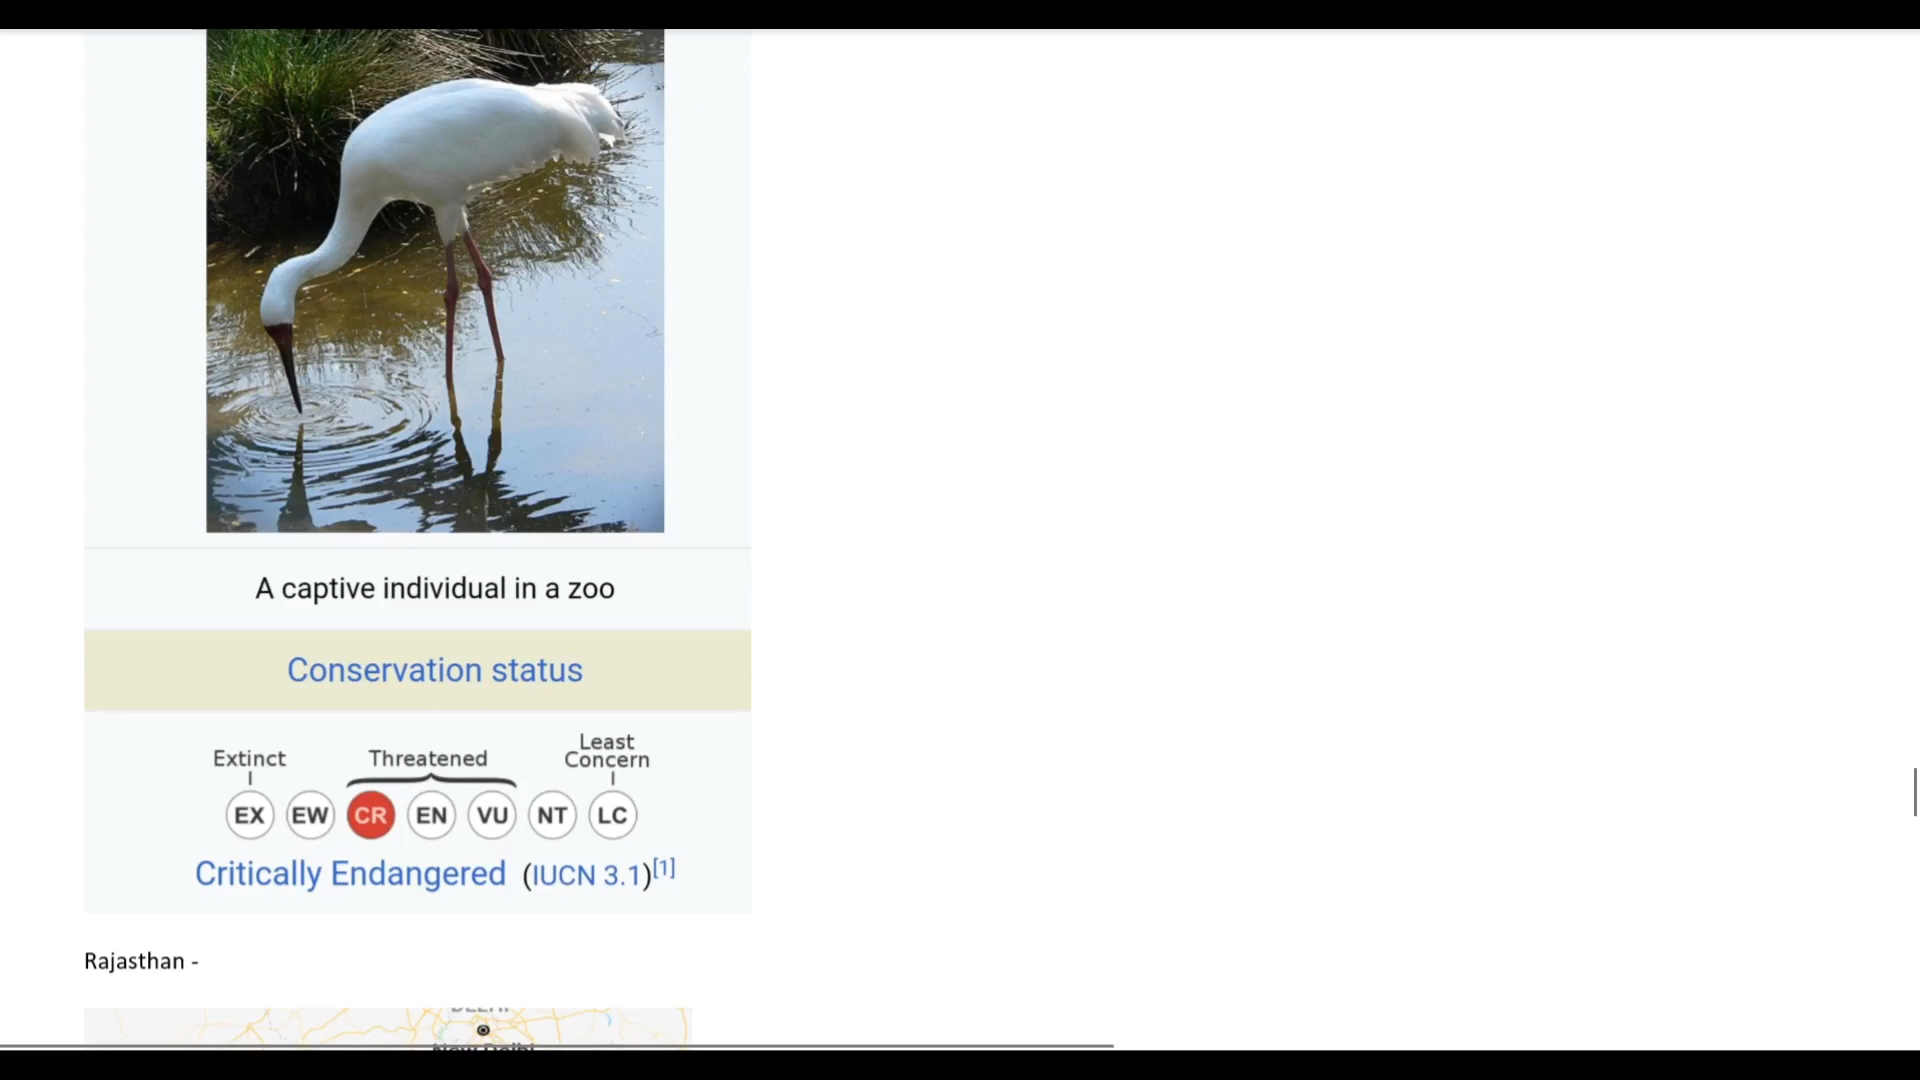 A captive individual in a zoo
Conservation status
Extinct Threatened Least Concern
EX EW CR EN VU NT LC
Critically Endangered (IUCN 3.1)[1]
Rajasthan -